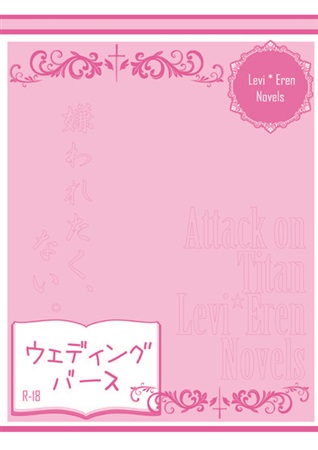 Levi * Eren
Novels
嫌われたく、
ない。
Attack on
Titan
Levi*Eren
Novels
ウェディング
バース
R-18